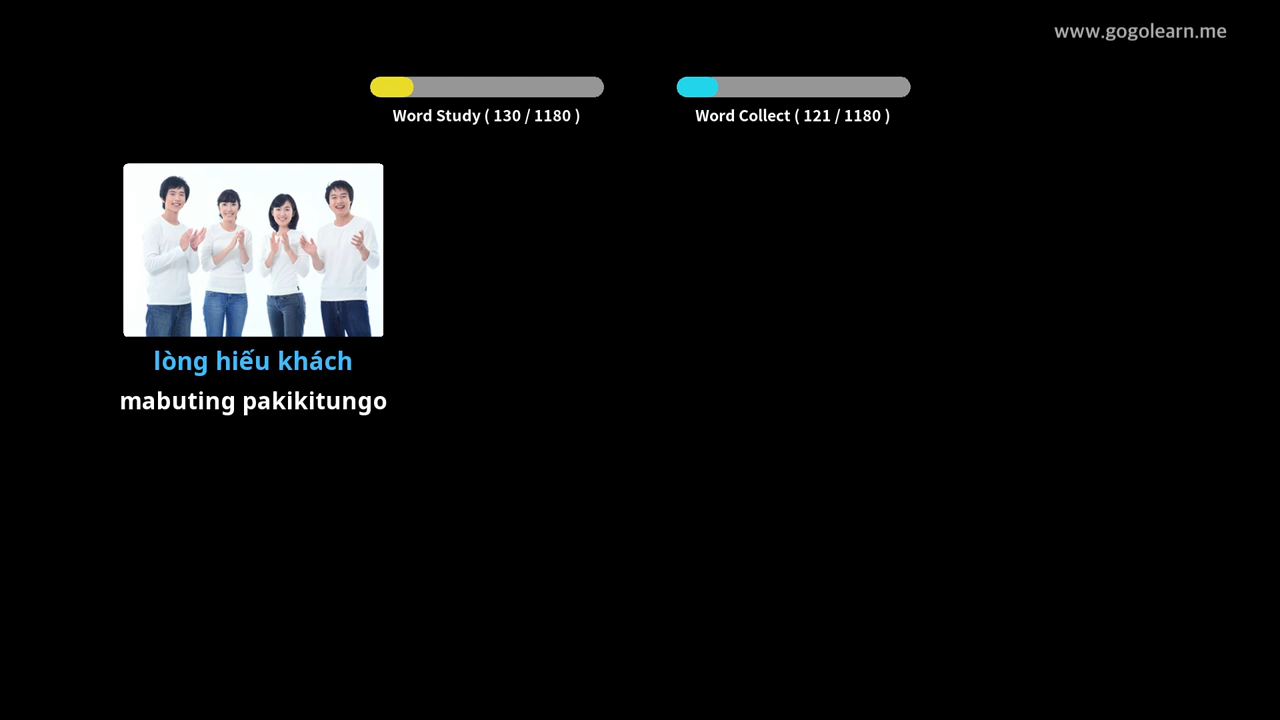 www.gogolearn.me
Word Study ( 130 / 1180 )
Word Collect ( 121 / 1180 )
lòng hiếu khách
mabuting pakikitungo